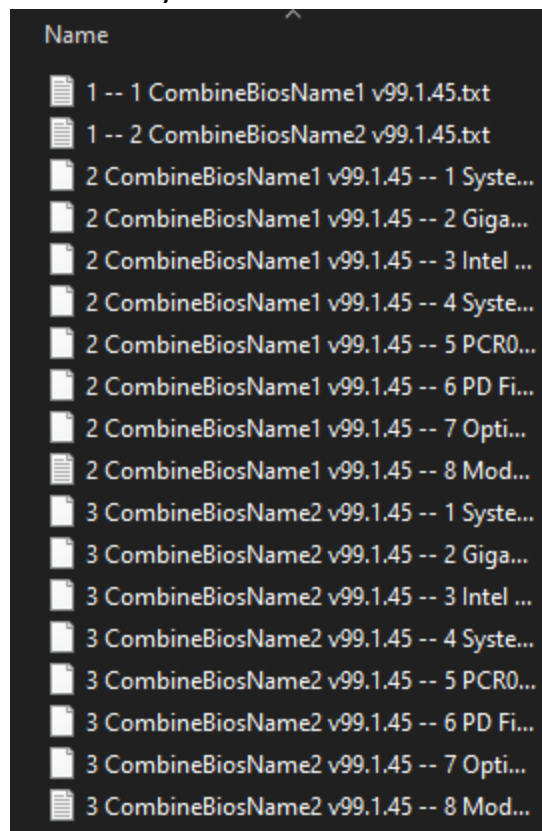 Name
1 -- 1 CombineBiosName1 v99.1.45.txt
1 -- 2 CombineBiosName2 v99.1.45.txt
2 CombineBiosName1 v99.1.45 -- 1 Syste...
2 CombineBiosName1 v99.1.45 -- 2 Giga...
2 CombineBiosName1 v99.1.45 -- 3 Intel ...
2 CombineBiosName1 v99.1.45 -- 4 Syste...
2 CombineBiosName1 v99.1.45 -- 5 PCR0...
2 CombineBiosName1 v99.1.45 -- 6 PD Fi...
2 CombineBiosName1 v99.1.45 -- 7 Opti...
2 CombineBiosName1 v99.1.45 -- 8 Mod...
3 CombineBiosName2 v99.1.45 -- 1 Syste...
3 CombineBiosName2 v99.1.45 -- 2 Giga...
3 CombineBiosName2 v99.1.45 -- 3 Intel ...
3 CombineBiosName2 v99.1.45 -- 4 Syste...
3 CombineBiosName2 v99.1.45 -- 5 PCR0...
3 CombineBiosName2 v99.1.45 -- 6 PD Fi...
3 CombineBiosName2 v99.1.45 -- 7 Opti...
3 CombineBiosName2 v99.1.45 -- 8 Mod...